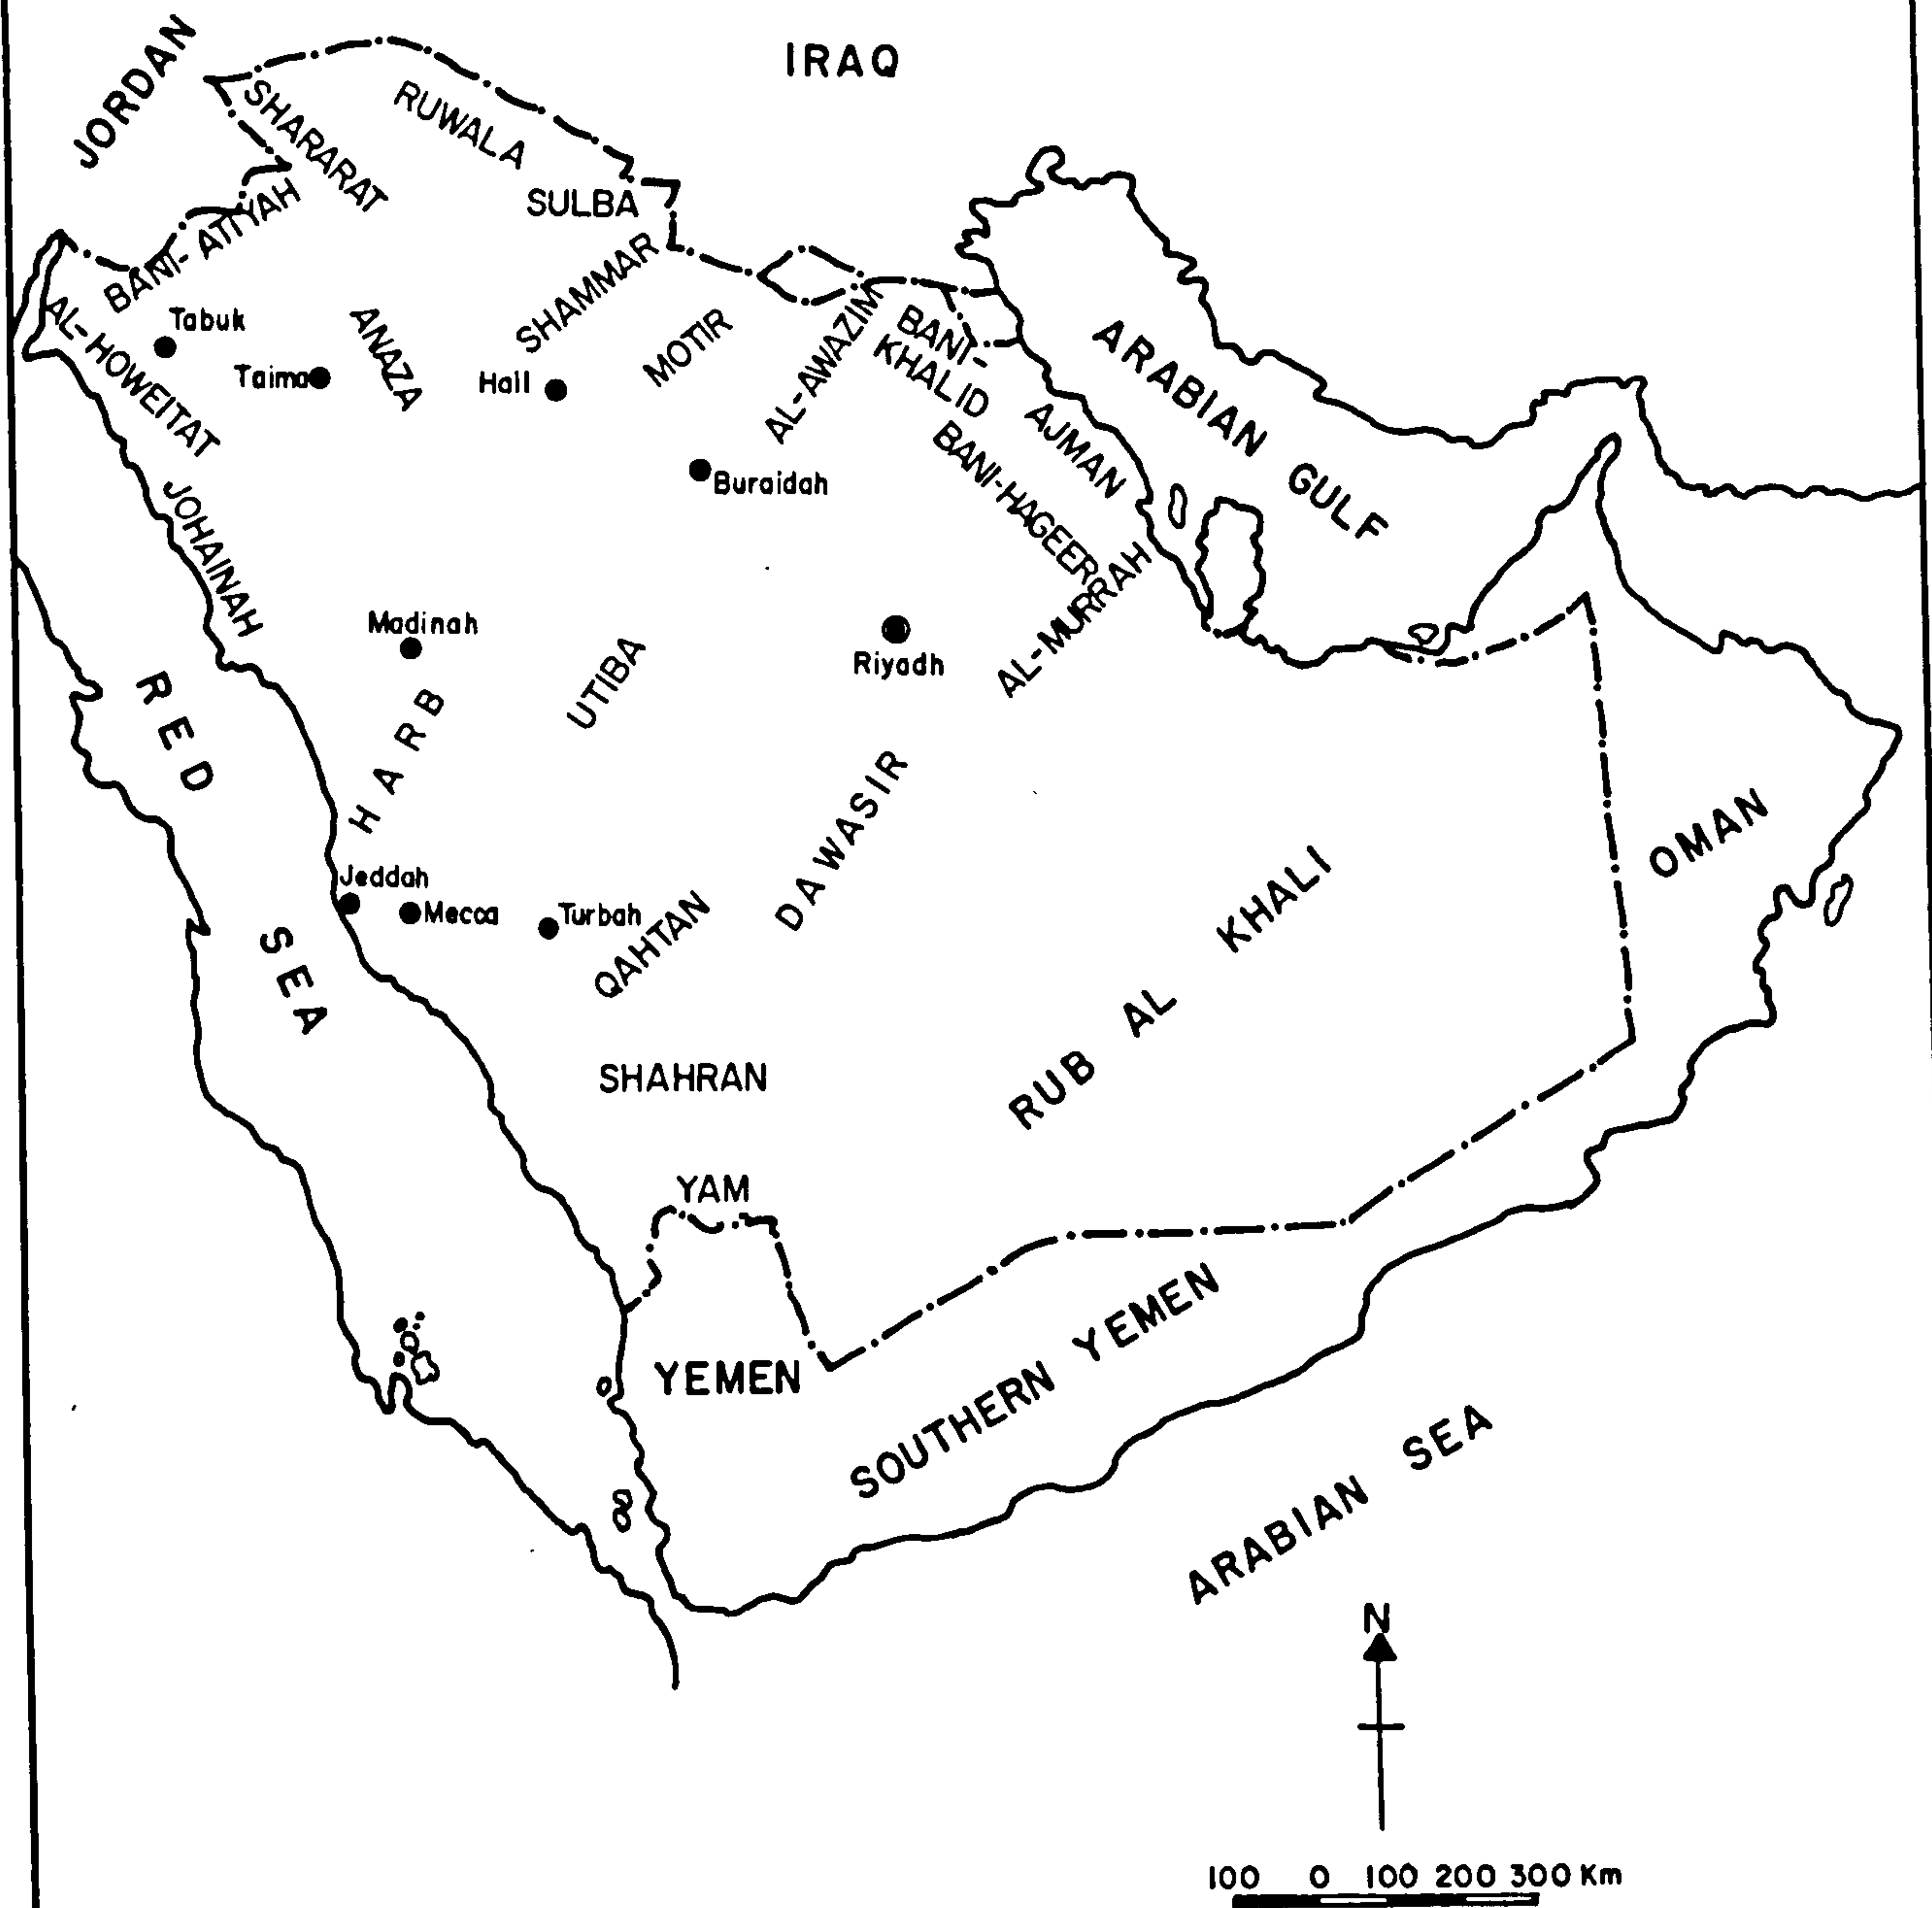 IRAQ
JORDAN
SHARARAT
RUWALA
SULBA
BANI-ATIYAH
SHAMMAR
AL-HOWEITAT
Tabuk
Taima
ANAZA
Hall
MOTIR
AL-AWAZIM
BANI-
KHALID
AJMAN
ARABIAN GULF
BANI-HAGEER
Buraidah
JOHAINAH
AL-MURRAH
Madinah
UTIBA
Riyadh
RED SEA
HARB
DAWASIR
OMAN
Jeddah
Mecca
Turbah
QAHTAN
RUB AL KHALI
SHAHRAN
YAM
YEMEN
SOUTHERN YEMEN
ARABIAN SEA
N
100 0 100 200 300 Km